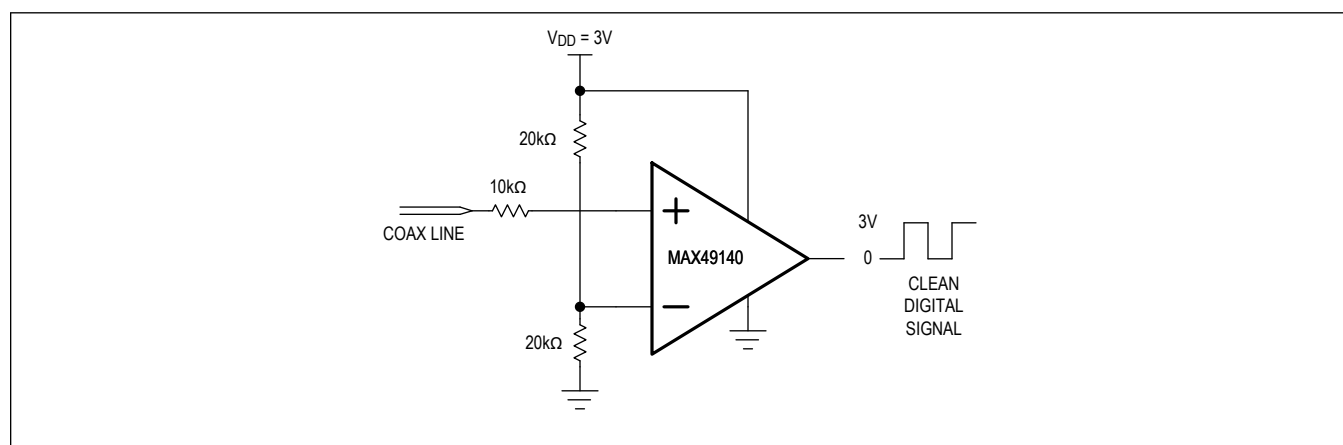 VDD = 3V
20kΩ
10kΩ
COAX LINE
+
MAX49140
−
20kΩ
3V
0
CLEAN
DIGITAL
SIGNAL